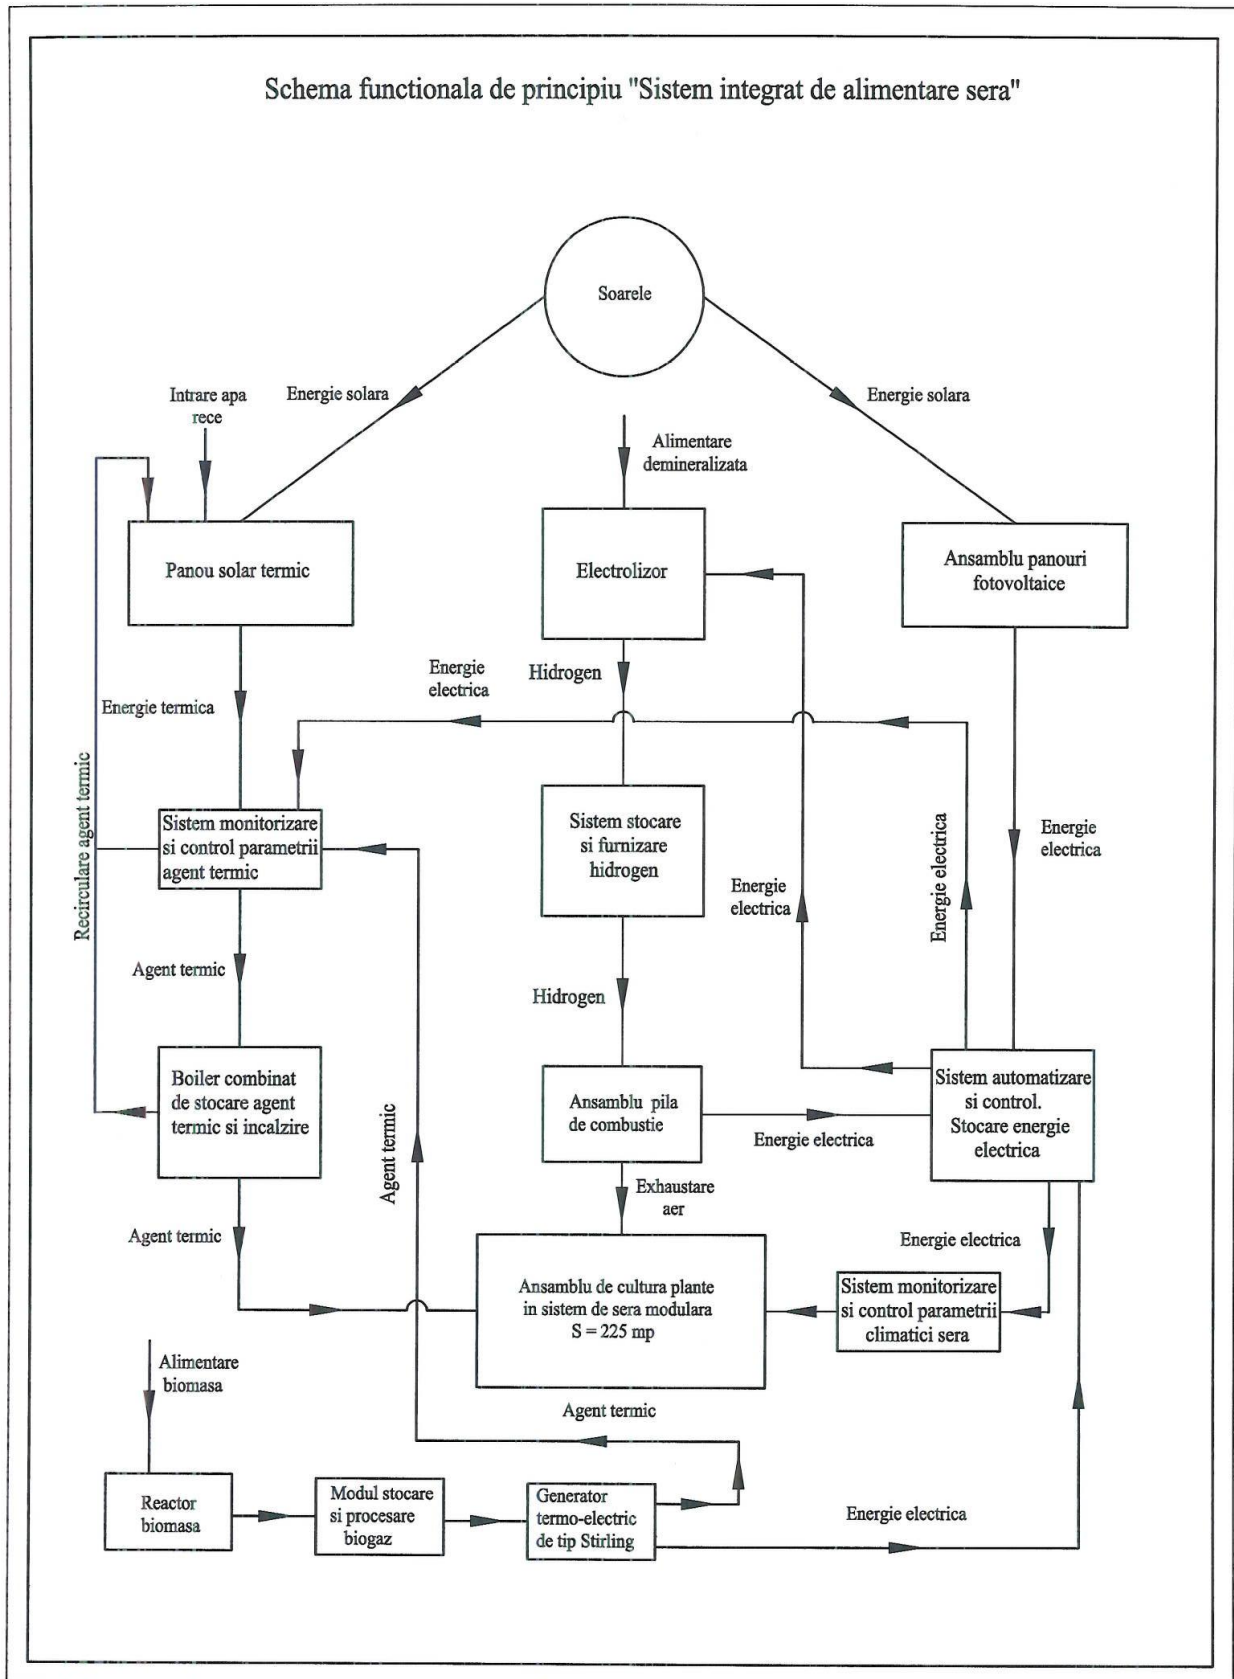 Schema functionala de principiu "Sistem integrat de alimentare sera"
Soarele
Energie solara
Energie solara
Intrare apa
rece
Alimentare
demineralizata
Panou solar termic
Electrolizor
Ansamblu panouri
fotovoltaice
Energie termica
Energie
electrica
Hidrogen
Recirculare agent termic
Sistem monitorizare
si control parametrii
agent termic
Sistem stocare
si furnizare
hidrogen
Energie
electrica
Energie electrica
Energie
electrica
Agent termic
Hidrogen
Boiler combinat
de stocare agent
termic si incalzire
Agent termic
Ansamblu pila
de combustie
Energie electrica
Sistem automatizare
si control.
Stocare energie
electrica
Exhaustare
aer
Agent termic
Energie electrica
Ansamblu de cultura plante
in sistem de sera modulara
S = 225 mp
Sistem monitorizare
si control parametrii
climatici sera
Alimentare
biomasa
Agent termic
Reactor
biomasa
Modul stocare
si procesare
biogaz
Generator
termo-electric
de tip Stirling
Energie electrica